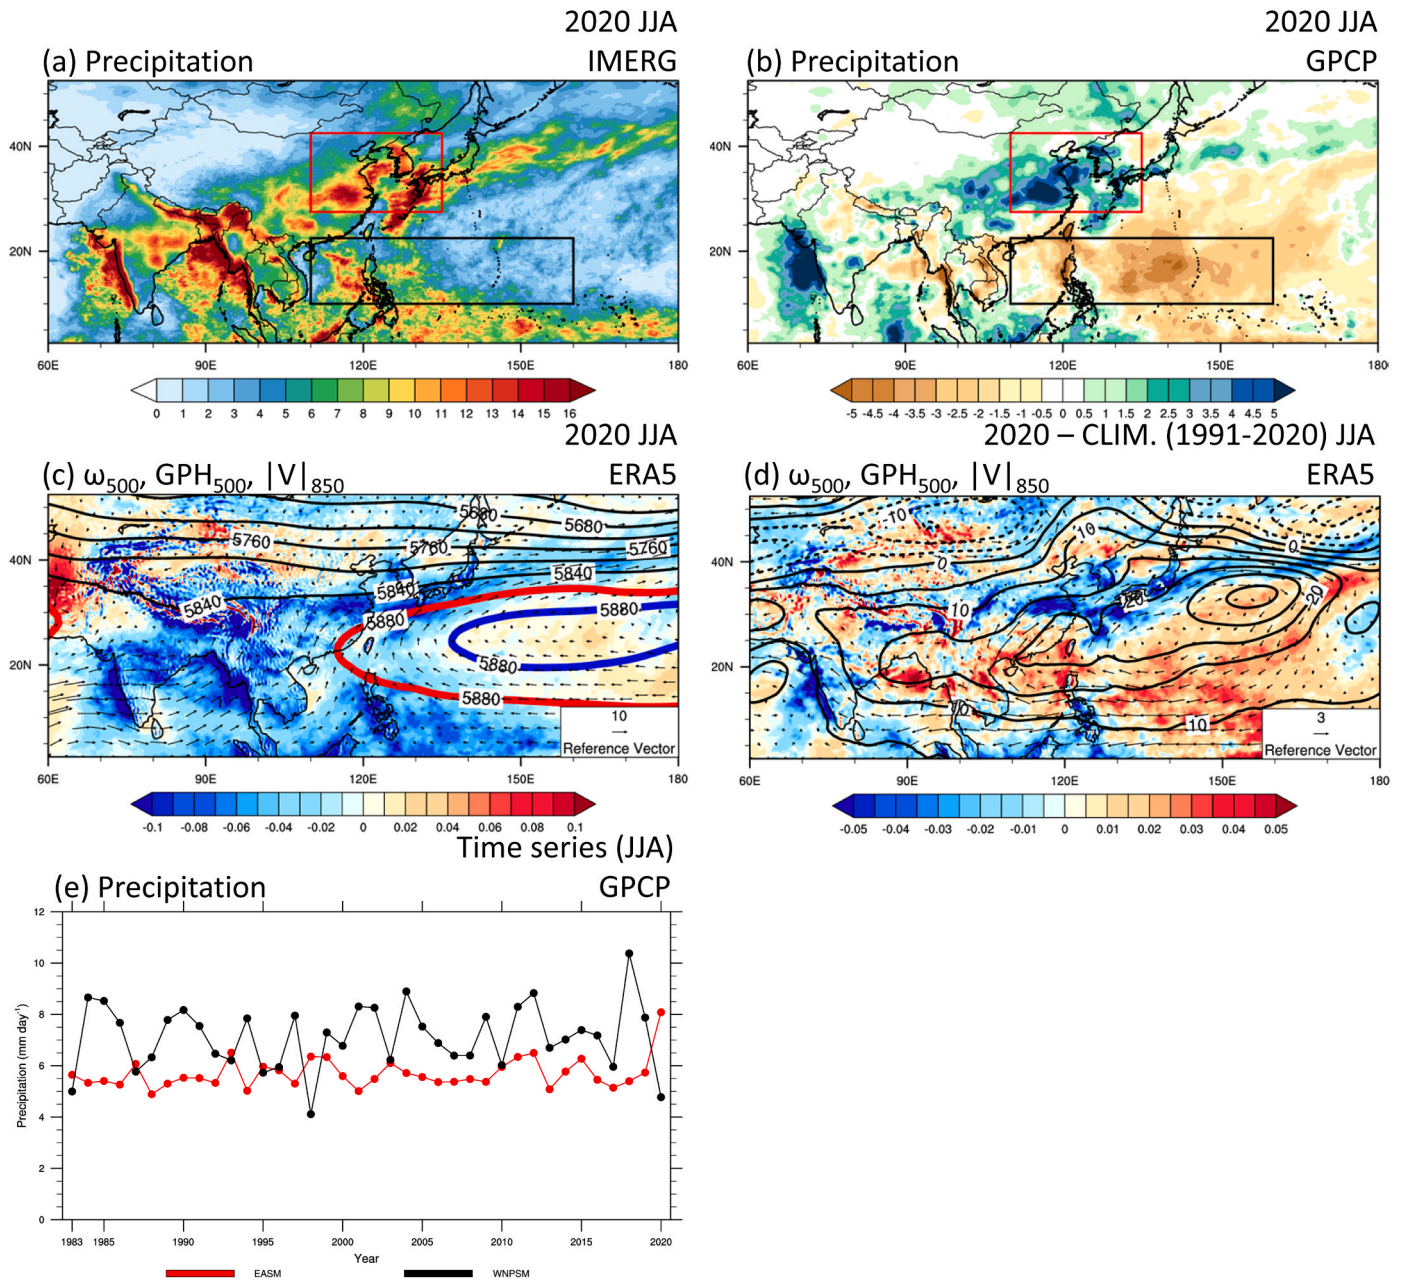 2020 JJA
(a) Precipitation IMERG
40N
20N
60E 90E 120E 150E 180
0 1 2 3 4 5 6 7 8 9 10 11 12 13 14 15 16
2020 JJA
(b) Precipitation GPCP
40N
20N
60E 90E 120E 150E 180
-5 -4.5 -4 -3.5 -3 -2.5 -2 -1.5 -1 -0.5 0 0.5 1 1.5 2 2.5 3 3.5 4 4.5 5
2020 JJA
(c) ω500, GPH500, |V|850 ERA5
5680 5680
5760 5760 5760
40N
5840 5840 5840
5880 5880
20N
5880
5880
10
Reference Vector
60E 90E 120E 150E 180
-0.1 -0.08 -0.06 -0.04 -0.02 0 0.02 0.04 0.06 0.08 0.1
2020 – CLIM. (1991-2020) JJA
(d) ω500, GPH500, |V|850 ERA5
-10 10
0 0
40N
10 20 20
20N
10 10
3
Reference Vector
60E 90E 120E 150E 180
-0.05 -0.04 -0.03 -0.02 -0.01 0 0.01 0.02 0.03 0.04 0.05
Time series (JJA)
(e) Precipitation GPCP
Precipitation (mm day-1)
12
10
8
6
4
2
0
1983 1985 1990 1995 2000 2005 2010 2015 2020
Year
EASM WNPSM